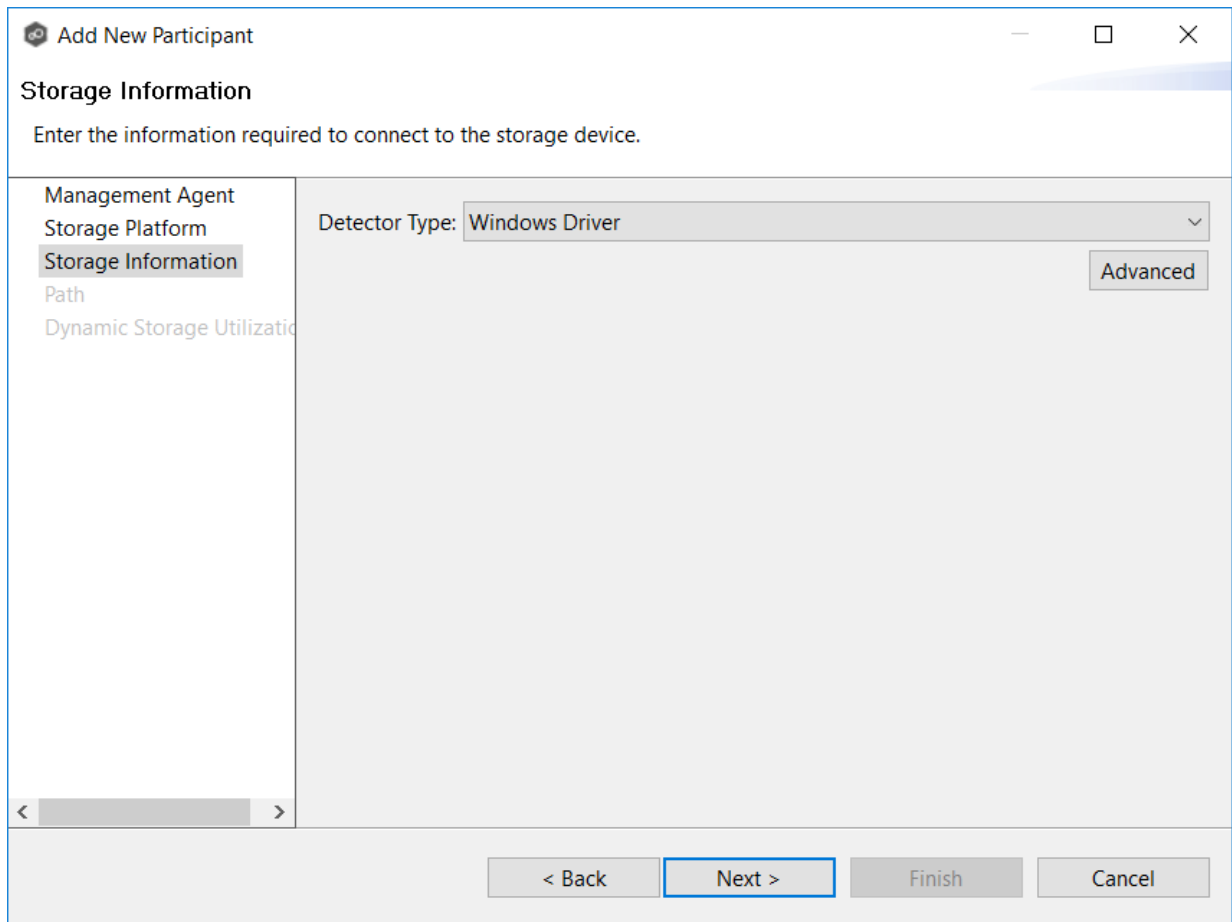 Add New Participant
Storage Information
Enter the information required to connect to the storage device.
Management Agent
Storage Platform
Storage Information
Path
Dynamic Storage Utilizatio
Detector Type: Windows Driver
Advanced
< Back Next > Finish Cancel